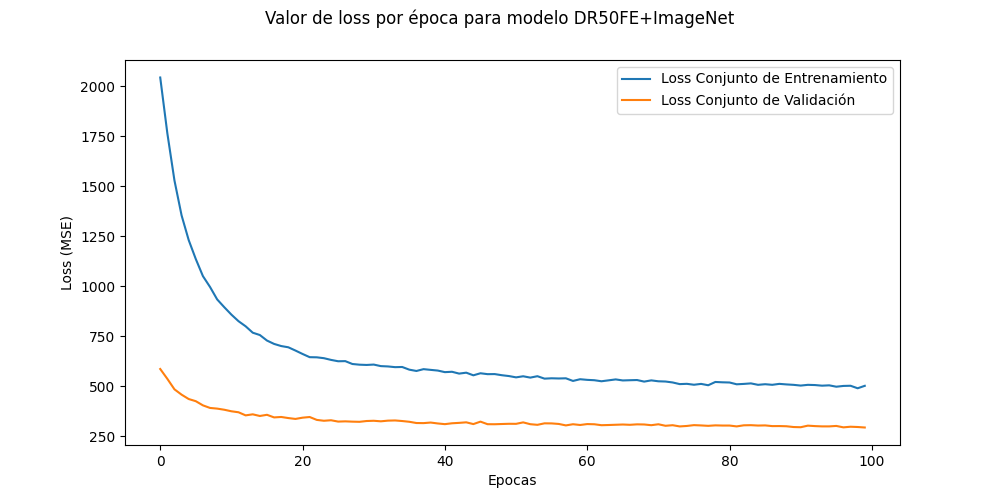 Valor de loss por época para modelo DR50FE+ImageNet
Loss Conjunto de Entrenamiento
Loss Conjunto de Validación
2000
1750
1500
1250
1000
750
500
250
Loss (MSE)
0 20 40 60 80 100
Epocas